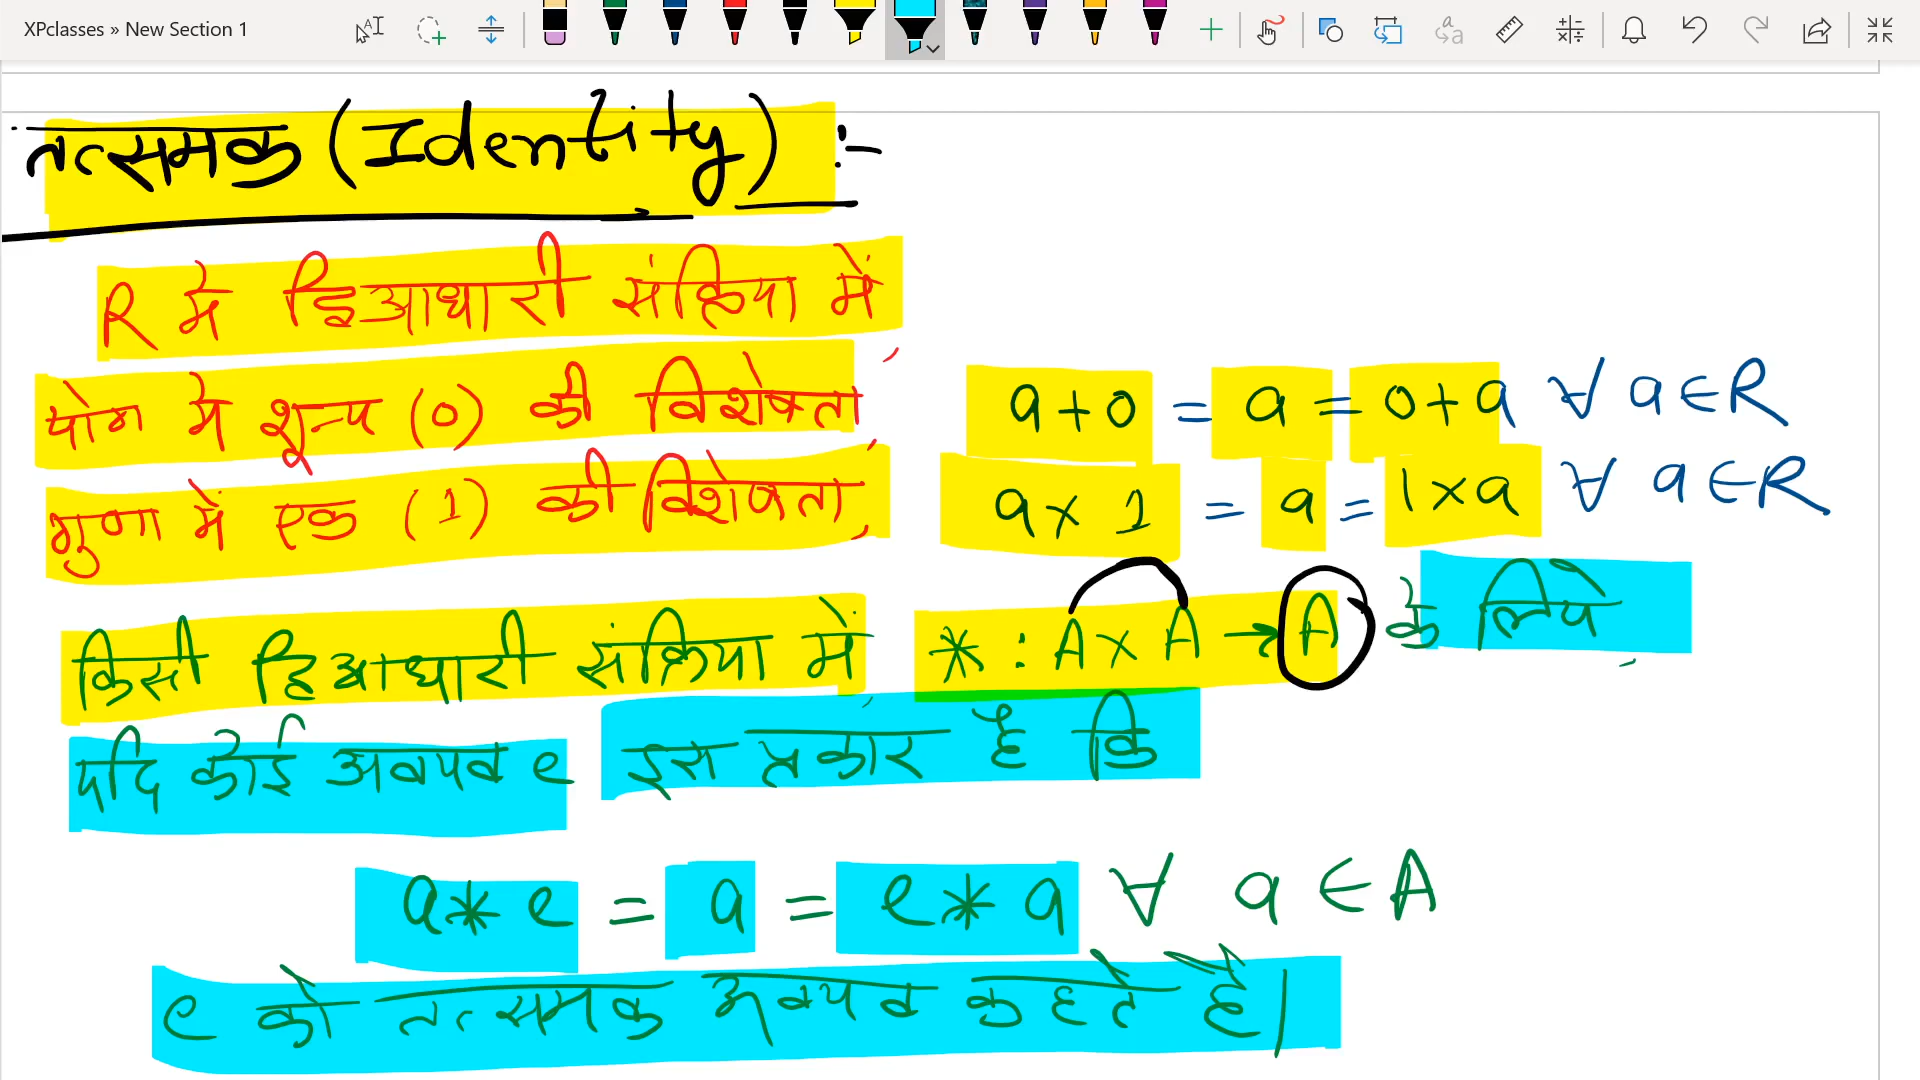 XPclasses » New Section 1
तत्समक (Identity) :-
R में द्विआधारी संक्रिया में
योग में शून्य (0) की विशेषता a+0 = a = 0+a ∀ a∈R
गुणा में एक (1) की विशेषता, a×1 = a = 1×a ∀ a∈R
किसी द्विआधारी संक्रिया में * : A×A → A के लिये
यदि कोई अवयव e इस प्रकार है कि
a*e = a = e*a ∀ a∈A
e को तत्समक अवयव कहते है।